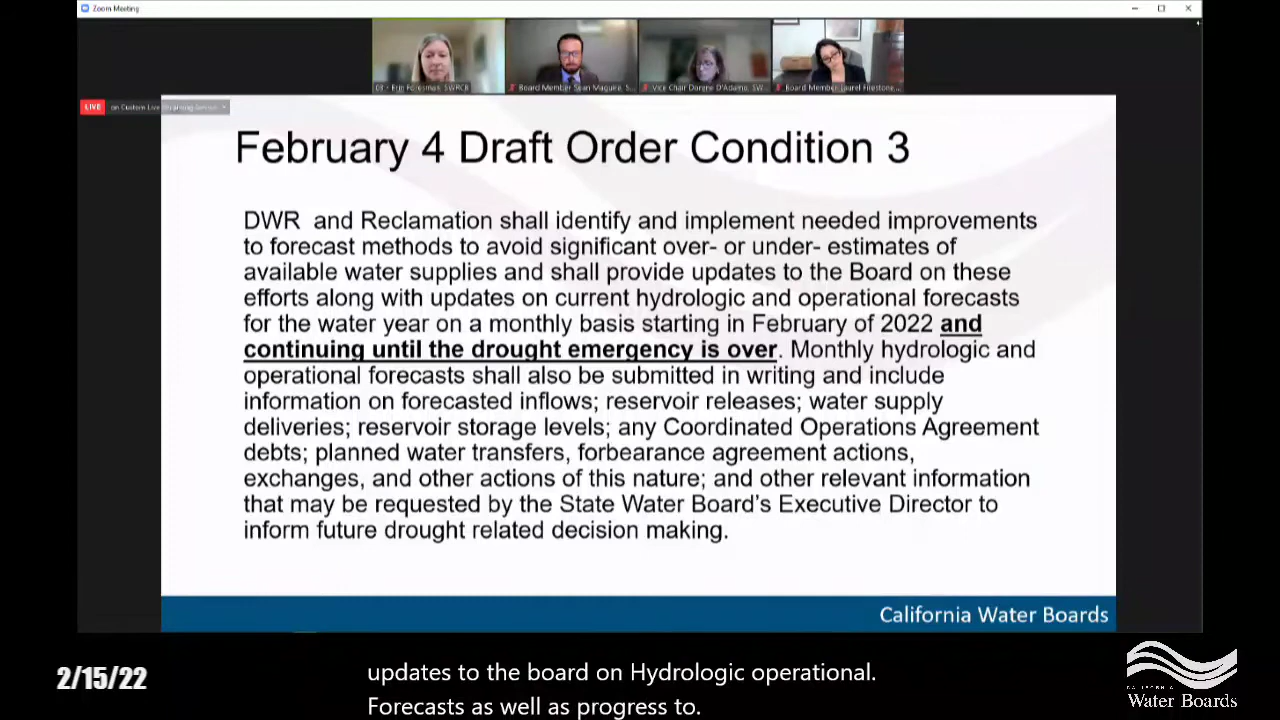 Zoom Meeting
03 - Erin Foresman, SWRCB
Board Member Sean Maguire, S...
Vice Chair Dorene D'Adamo, SW...
Board Member Laurel Firestone,...
LIVE
on Custom Live Streaming Service
February 4 Draft Order Condition 3
DWR and Reclamation shall identify and implement needed improvements
to forecast methods to avoid significant over- or under- estimates of
available water supplies and shall provide updates to the Board on these
efforts along with updates on current hydrologic and operational forecasts
for the water year on a monthly basis starting in February of 2022 and
continuing until the drought emergency is over. Monthly hydrologic and
operational forecasts shall also be submitted in writing and include
information on forecasted inflows; reservoir releases; water supply
deliveries; reservoir storage levels; any Coordinated Operations Agreement
debts; planned water transfers, forbearance agreement actions,
exchanges, and other actions of this nature; and other relevant information
that may be requested by the State Water Board's Executive Director to
inform future drought related decision making.
California Water Boards
2/15/22
updates to the board on Hydrologic operational.
Forecasts as well as progress to.
CALIFORNIA
Water Boards